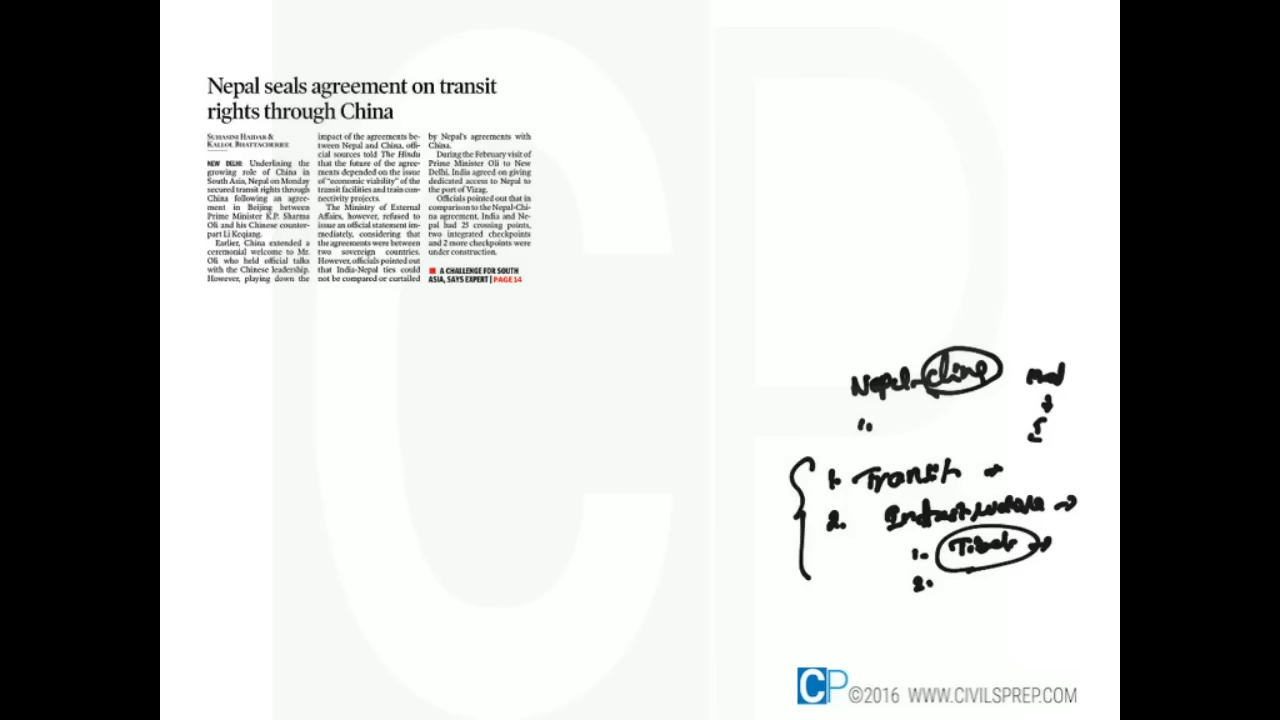 Nepal seals agreement on transit
rights through China
SUHASINI HAIDAR &
KALLOL BHATTACHERJEE
NEW DELHI: Underlining the
growing role of China in
South Asia, Nepal on Monday
secured transit rights through
China following an agree-
ment in Beijing between
Prime Minister K.P. Sharma
Oli and his Chinese counter-
part Li Keqiang.
Earlier, China extended a
ceremonial welcome to Mr.
Oli who held official talks
with the Chinese leadership.
However, playing down the
impact of the agreements be-
tween Nepal and China, offi-
cial sources told The Hindu
that the future of the agree-
ments depended on the issue
of "economic viability" of the
transit facilities and train con-
nectivity projects.
The Ministry of External
Affairs, however, refused to
issue an official statement im-
mediately, considering that
the agreements were between
two sovereign countries.
However, officials pointed out
that India-Nepal ties could
not be compared or curtailed
by Nepal's agreements with
China.
During the February visit of
Prime Minister Oli to New
Delhi, India agreed on giving
dedicated access to Nepal to
the port of Vizag.
Officials pointed out that in
comparison to the Nepal-Chi-
na agreement, India and Ne-
pal had 25 crossing points,
two integrated checkpoints
and 2 more checkpoints were
under construction.
A CHALLENGE FOR SOUTH
ASIA, SAYS EXPERT | PAGE 14
Nepal-China
1.
1. Transit
2. Infrastructure
1. Tibet
2.
CP ©2016 WWW.CIVILSPREP.COM